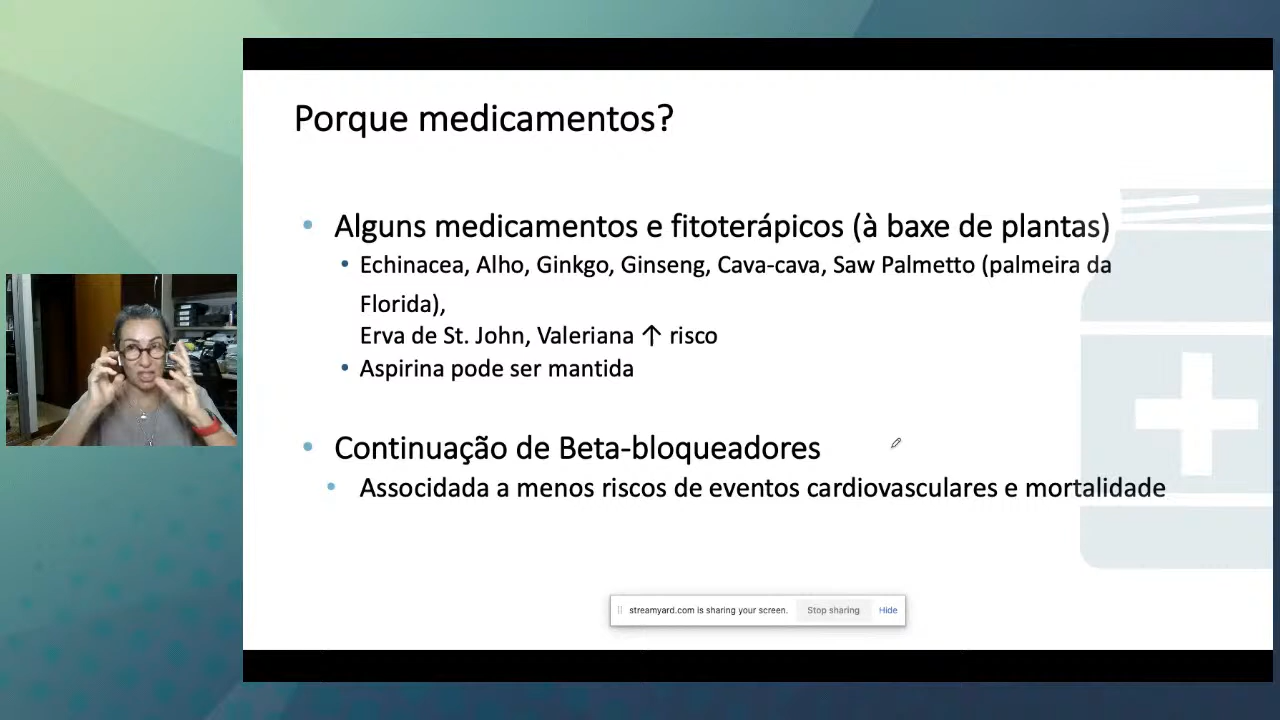 Porque medicamentos?
• Alguns medicamentos e fitoterápicos (à baxe de plantas)
• Echinacea, Alho, Ginkgo, Ginseng, Cava-cava, Saw Palmetto (palmeira da
Florida),
Erva de St. John, Valeriana ↑ risco
• Aspirina pode ser mantida
• Continuação de Beta-bloqueadores
• Associdada a menos riscos de eventos cardiovasculares e mortalidade
streamyard.com is sharing your screen. Stop sharing Hide